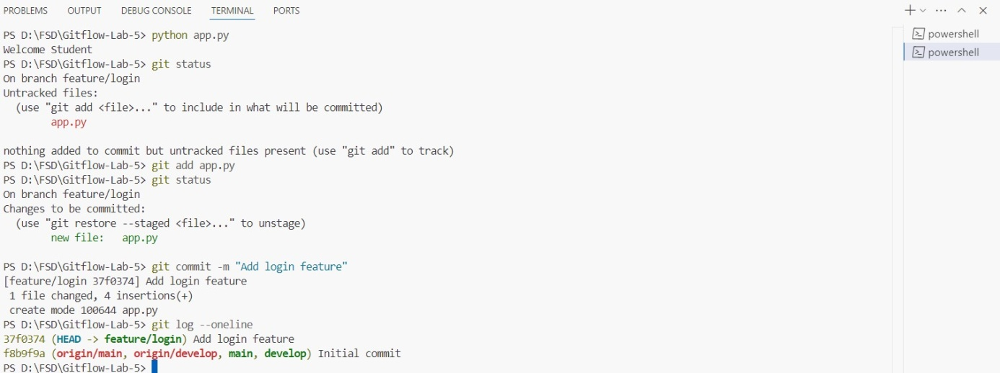 PROBLEMS OUTPUT DEBUG CONSOLE TERMINAL PORTS
powershell
powershell
PS D:\FSD\Gitflow-Lab-5> python app.py
Welcome Student
PS D:\FSD\Gitflow-Lab-5> git status
On branch feature/login
Untracked files:
  (use "git add <file>..." to include in what will be committed)
        app.py

nothing added to commit but untracked files present (use "git add" to track)
PS D:\FSD\Gitflow-Lab-5> git add app.py
PS D:\FSD\Gitflow-Lab-5> git status
On branch feature/login
Changes to be committed:
  (use "git restore --staged <file>..." to unstage)
        new file:   app.py

PS D:\FSD\Gitflow-Lab-5> git commit -m "Add login feature"
[feature/login 37f0374] Add login feature
 1 file changed, 4 insertions(+)
 create mode 100644 app.py
PS D:\FSD\Gitflow-Lab-5> git log --oneline
37f0374 (HEAD -> feature/login) Add login feature
f8b9f9a (origin/main, origin/develop, main, develop) Initial commit
PS D:\FSD\Gitflow-Lab-5>